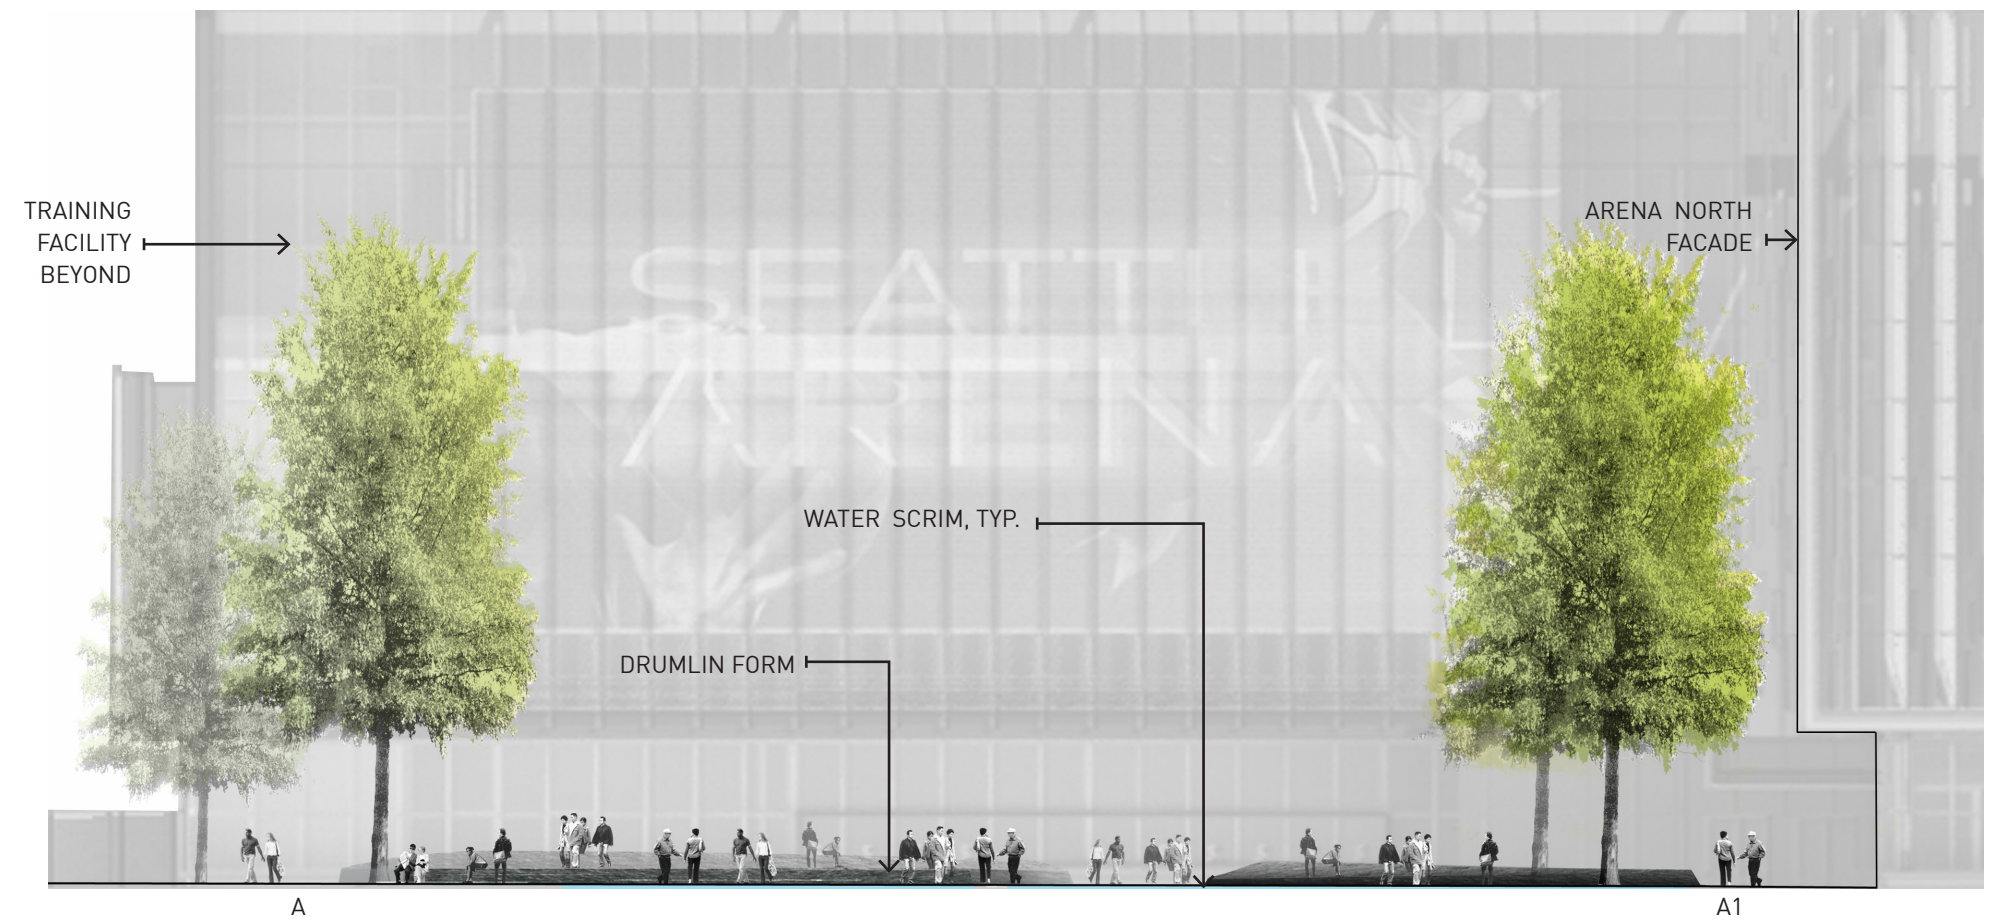 TRAINING
FACILITY
BEYOND
ARENA NORTH
FACADE
SEATTLE
ARENA
WATER SCRIM, TYP.
DRUMLIN FORM
A
A1